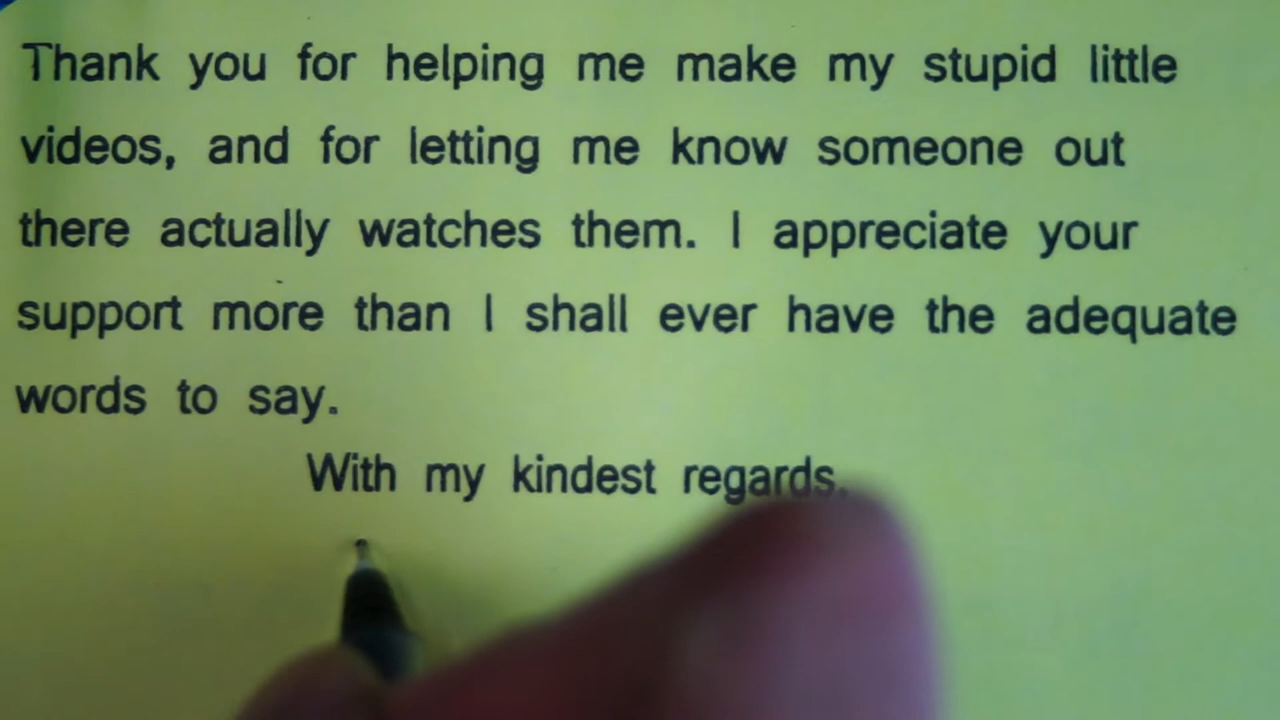 Thank you for helping me make my stupid little
videos, and for letting me know someone out
there actually watches them. I appreciate your
support more than I shall ever have the adequate
words to say.
With my kindest regards,